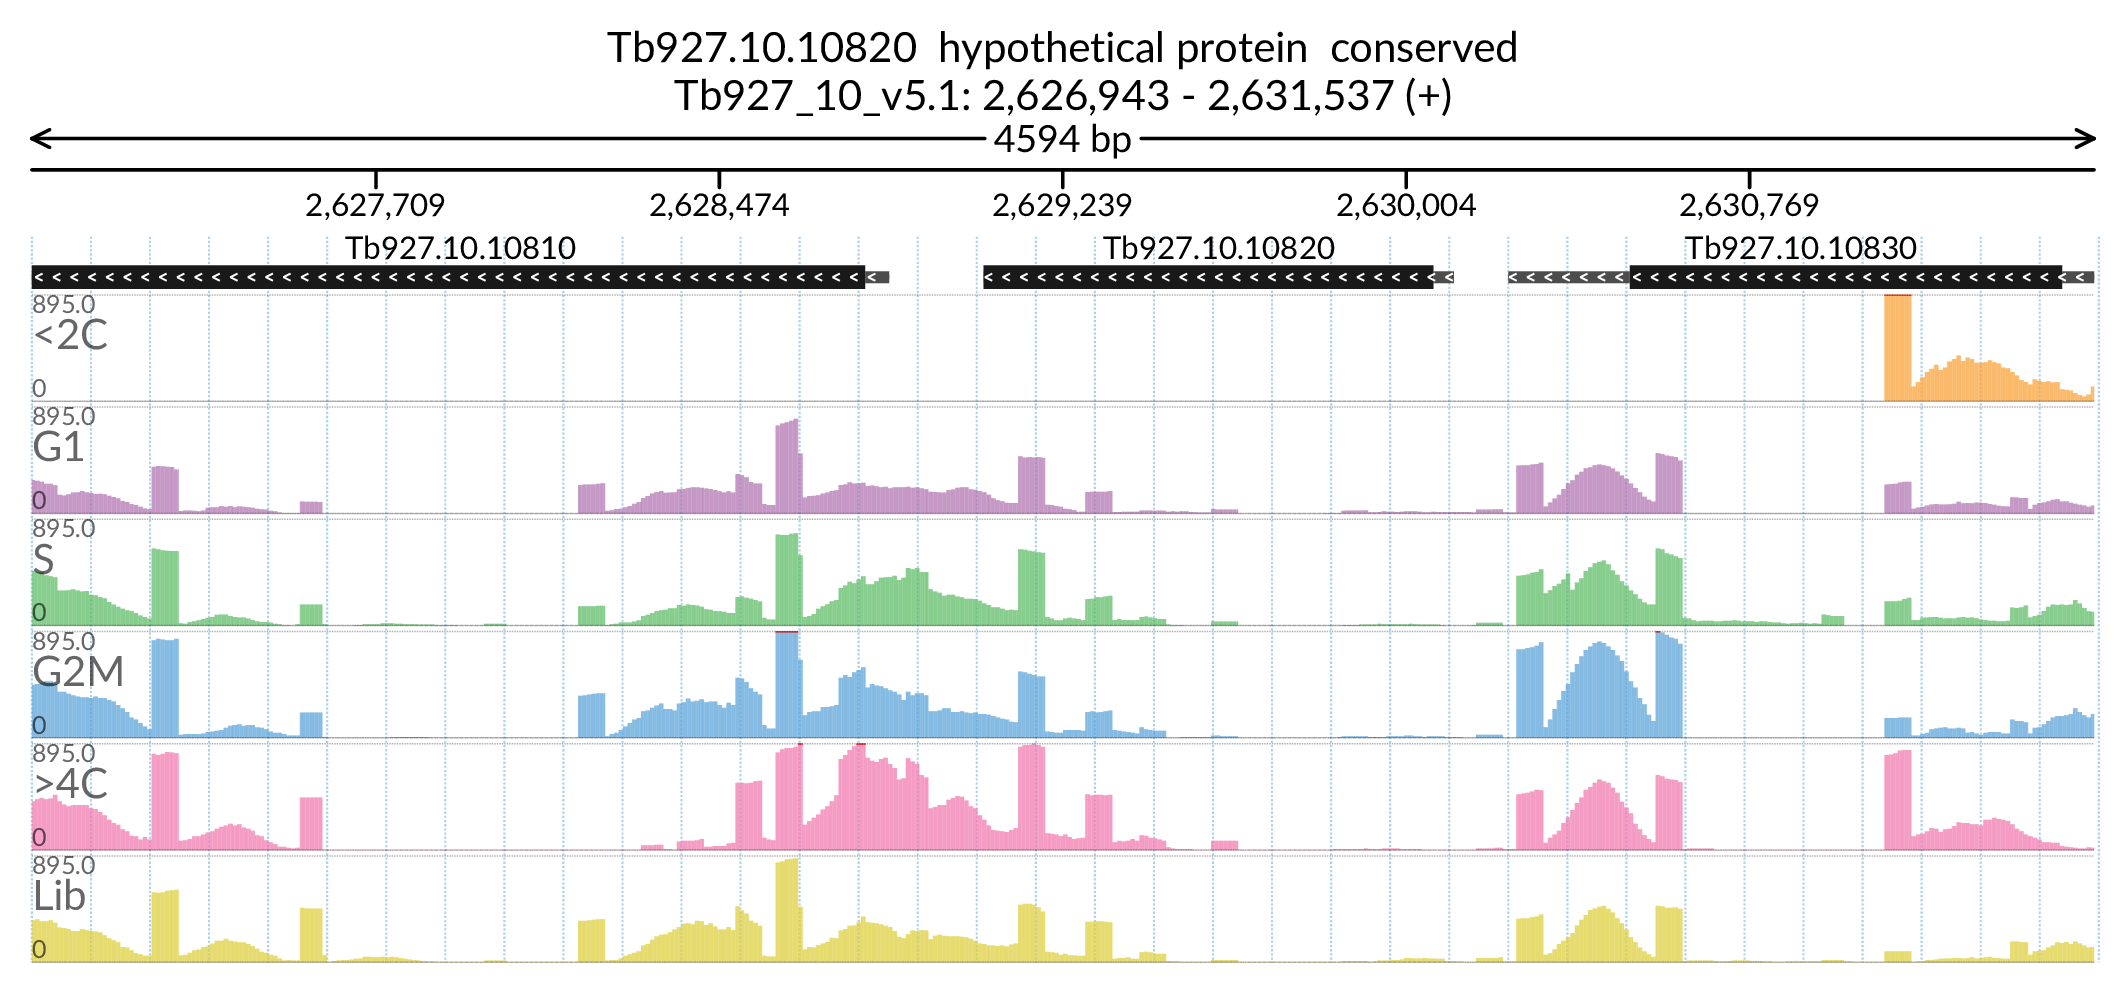 Tb927.10.10820  hypothetical protein  conserved
Tb927_10_v5.1: 2,626,943 - 2,631,537 (+)
4594 bp
2,627,709 2,628,474 2,629,239 2,630,004 2,630,769
Tb927.10.10810 Tb927.10.10820 Tb927.10.10830
895.0
<2C
0
895.0
G1
0
895.0
S
0
895.0
G2M
0
895.0
>4C
0
895.0
Lib
0